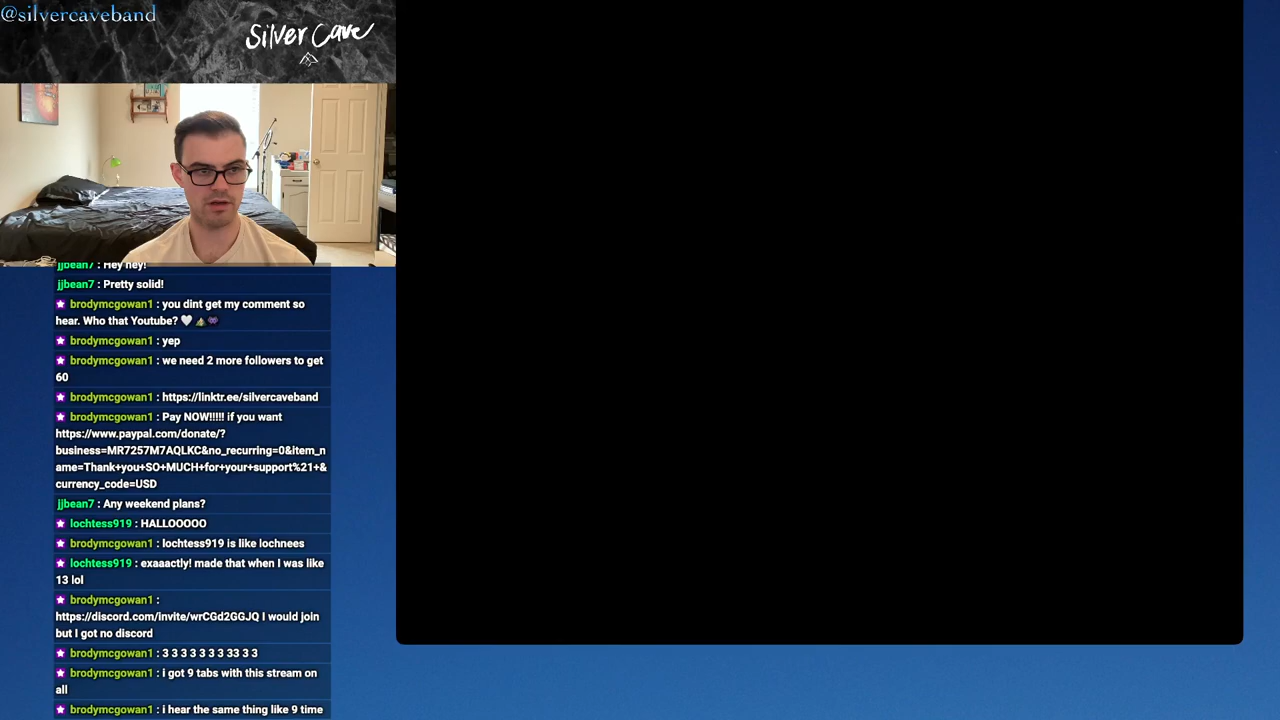 @silvercaveband
Silver Cave
jjbean7 : Hey hey!
jjbean7 : Pretty solid!
brodymcgowan1 : you dint get my comment so
hear. Who that Youtube? 🤍 ⛺ 👾
brodymcgowan1 : yep
brodymcgowan1 : we need 2 more followers to get
60
brodymcgowan1 : https://linktr.ee/silvercaveband
brodymcgowan1 : Pay NOW!!!!! if you want
https://www.paypal.com/donate/?
business=MR7257M7AQLKC&no_recurring=0&item_n
ame=Thank+you+SO+MUCH+for+your+support%21+&
currency_code=USD
jjbean7 : Any weekend plans?
lochtess919 : HALLOOOOO
brodymcgowan1 : lochtess919 is like lochnees
lochtess919 : exaaactly! made that when I was like
13 lol
brodymcgowan1 :
https://discord.com/invite/wrCGd2GGJQ I would join
but I got no discord
brodymcgowan1 : 3 3 3 3 3 3 3 33 3 3
brodymcgowan1 : i got 9 tabs with this stream on
all
brodymcgowan1 : i hear the same thing like 9 time